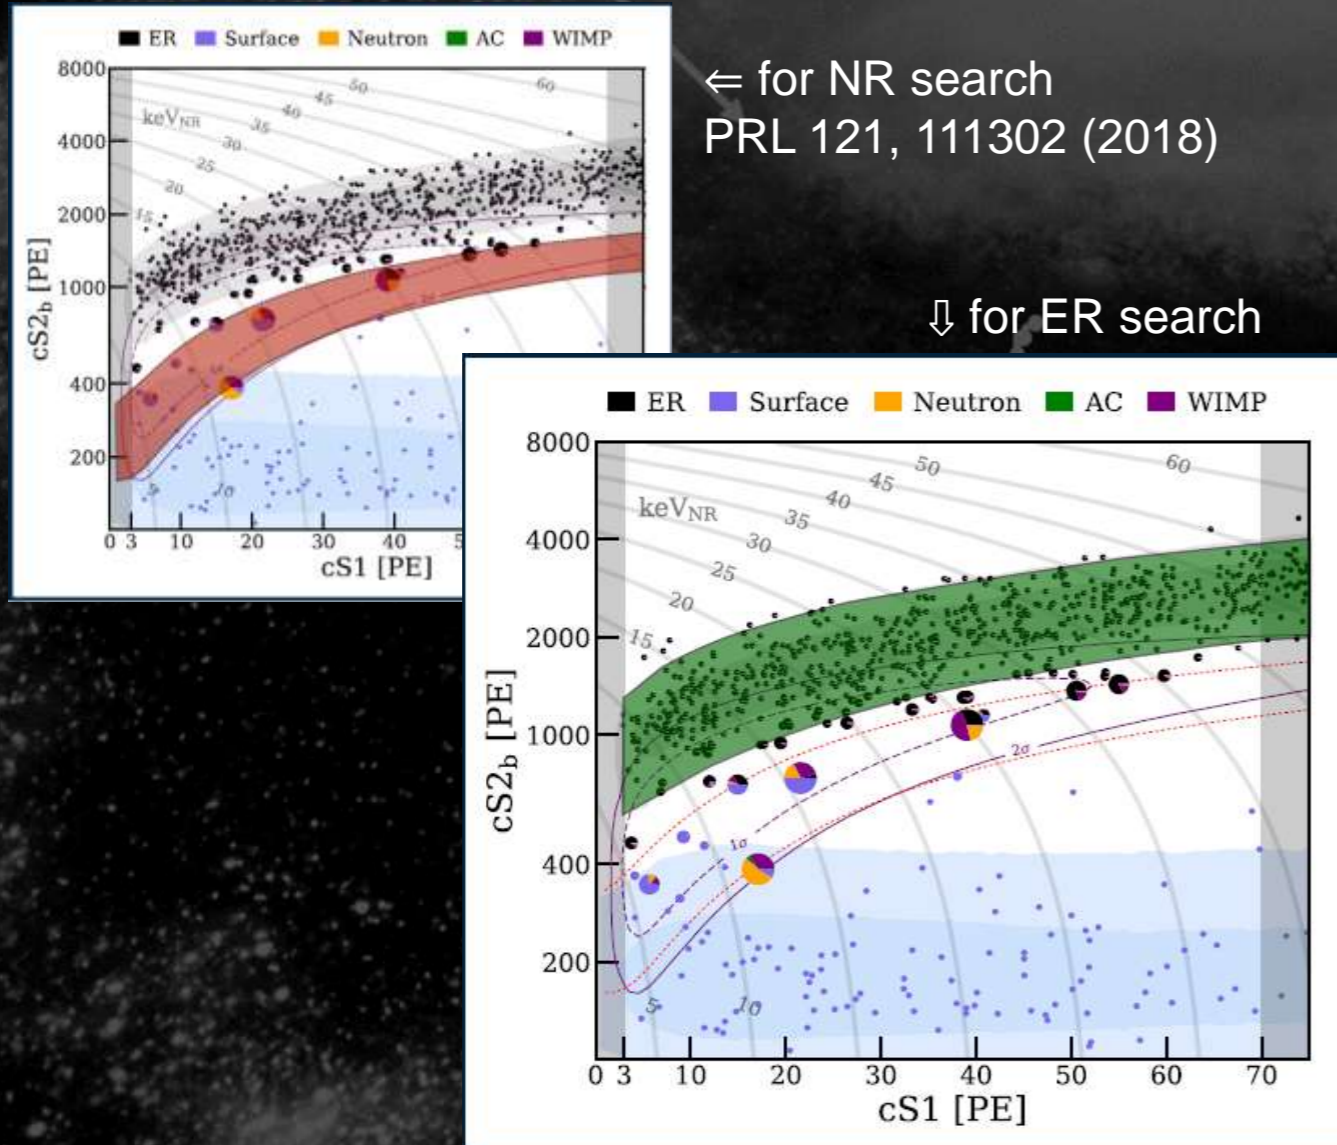 ER Surface Neutron AC WIMP
8000
4000
2000
1000
400
200
cS2b [PE]
keVNR
15
20
25
30
35
40
45
50
60
2σ
5
10
0 3 10 20 30 40
cS1 [PE]
⇐ for NR search
PRL 121, 111302 (2018)
⇩ for ER search
ER Surface Neutron AC WIMP
8000
4000
2000
1000
400
200
cS2b [PE]
keVNR
15
20
25
30
35
40
45
50
60
1σ
2σ
5
10
0 3 10 20 30 40 50 60 70
cS1 [PE]